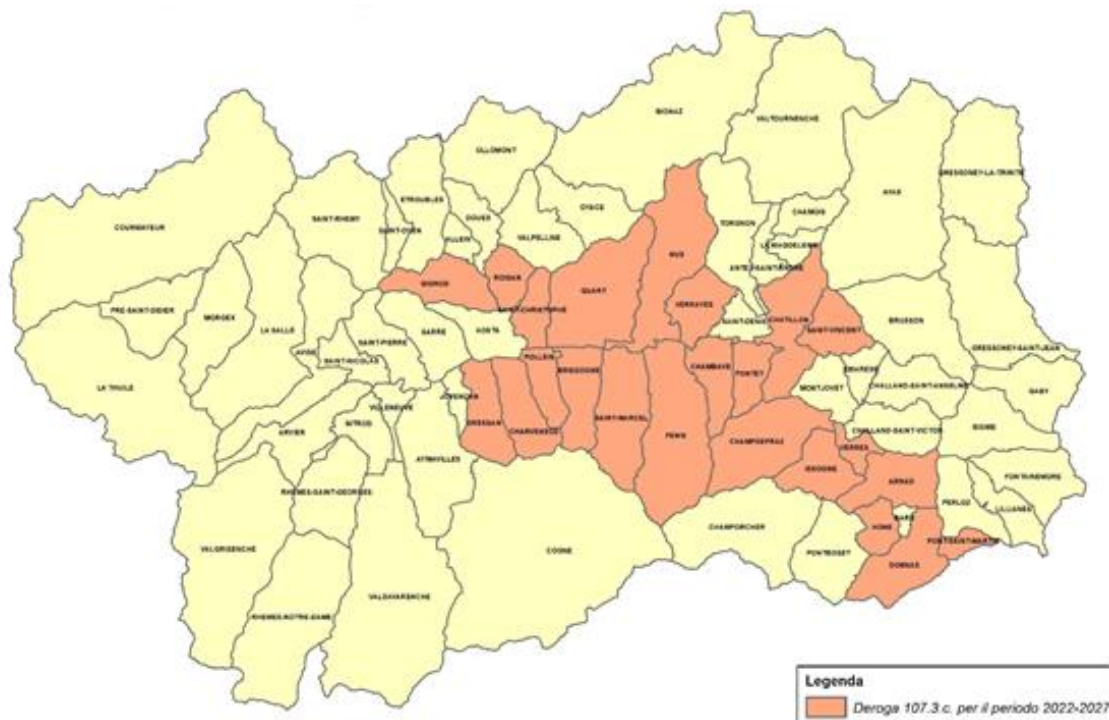 BIONAZ
VALTOURNENCHE
OLLOMONT
AYAS
GRESSONEY-LA-TRINITE
ETROUBLES
SAINT-RHEMY
DOUES
OYACE
TORGNON
CHAMOIS
COURMAYEUR
SAINT-OYEN
ALLEIN
VALPELLINE
LA MAGDELEINE
NUS
ANTEY-SAINT-ANDRE
ROISAN
GIGNOD
QUART
PRE-SAINT-DIDIER
SAINT-CHRISTOPHE
VERRAYES
MORGEX
CHATILLON
SAINT-DENIS
BRUSSON
LA SALLE
SARRE
AOSTA
SAINT-VINCENT
SAINT-PIERRE
AVISE
SAINT-NICOLAS
POLLEIN
GRESSONEY-SAINT-JEAN
BRISSOGNE
CHAMBAVE
EMARESE
LA THUILE
PONTEY
MONTJOVET
CHALLAND-SAINT-ANSELME
GABY
JOVENCAN
VILLENEUVE
GRESSAN
SAINT-MARCEL
INTROD
ISSIME
ARVIER
CHARVENSOD
FENIS
CHALLAND-SAINT-VICTOR
CHAMPDEPRAZ
VERRES
AYMAVILLES
ISSOGNE
FONTAINEMORE
ARNAD
RHEMES-SAINT-GEORGES
PERLOZ
LILLIANES
BARD
CHAMPORCHER
HONE
PONT-SAINT-MARTIN
VALGRISENCHE
COGNE
PONTBOSET
DONNAS
VALSAVARENCHE
RHEMES-NOTRE-DAME
Legenda
Deroga 107.3.c. per il periodo 2022-2027